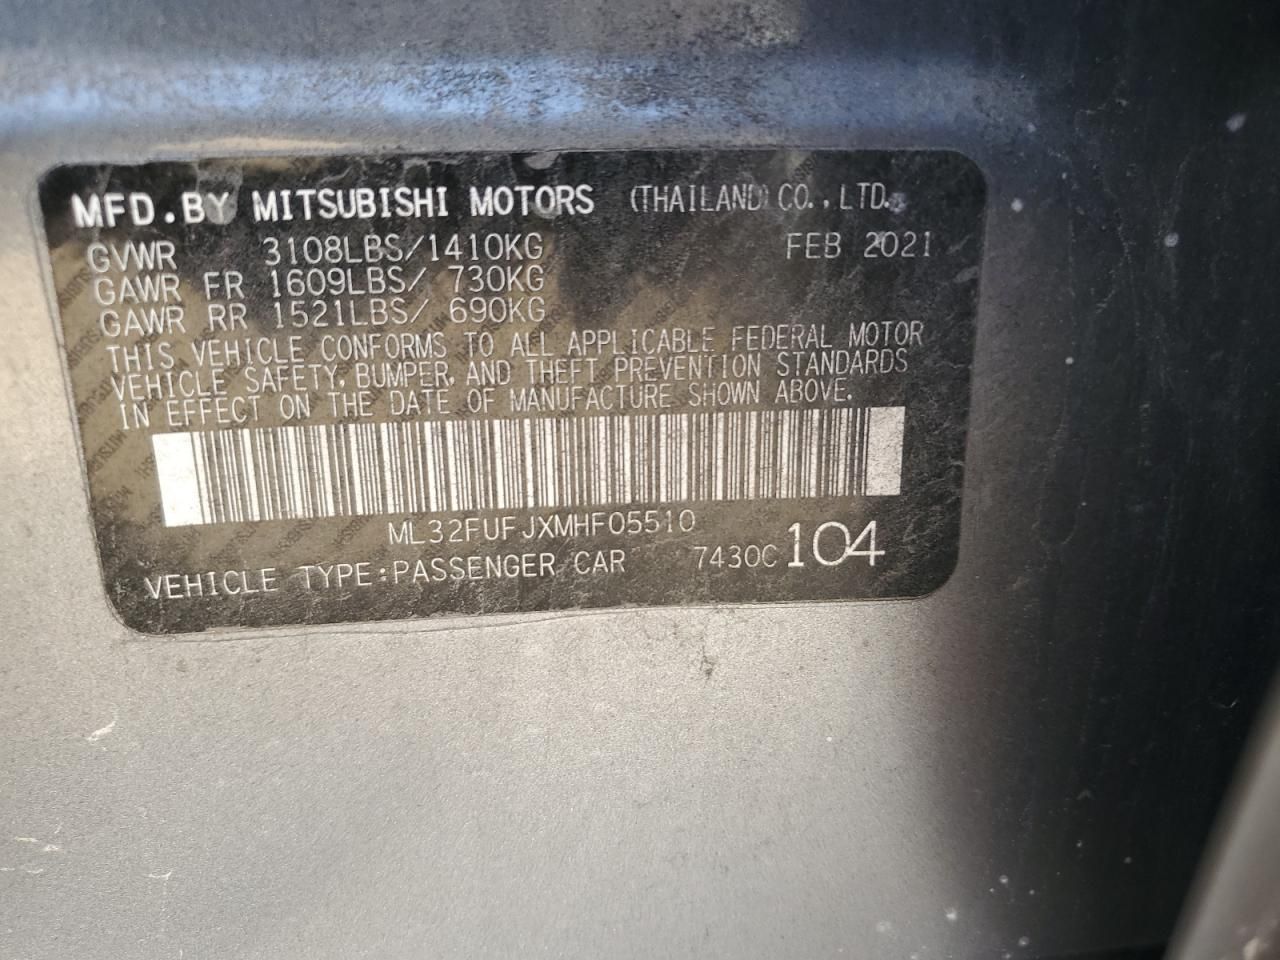 MFD.BY MITSUBISHI MOTORS (THAILAND) CO.,LTD.
GVWR 3108LBS/1410KG FEB 2021
GAWR FR 1609LBS/ 730KG
GAWR RR 1521LBS/ 690KG
THIS VEHICLE CONFORMS TO ALL APPLICABLE FEDERAL MOTOR
VEHICLE SAFETY, BUMPER, AND THEFT PREVENTION STANDARDS
IN EFFECT ON THE DATE OF MANUFACTURE SHOWN ABOVE.
ML32FUFJXMHF05510
VEHICLE TYPE:PASSENGER CAR 7430C 104